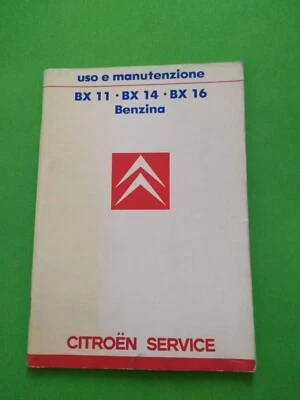 uso e manutenzione
BX 11 · BX 14 · BX 16
Benzina
CITROËN SERVICE